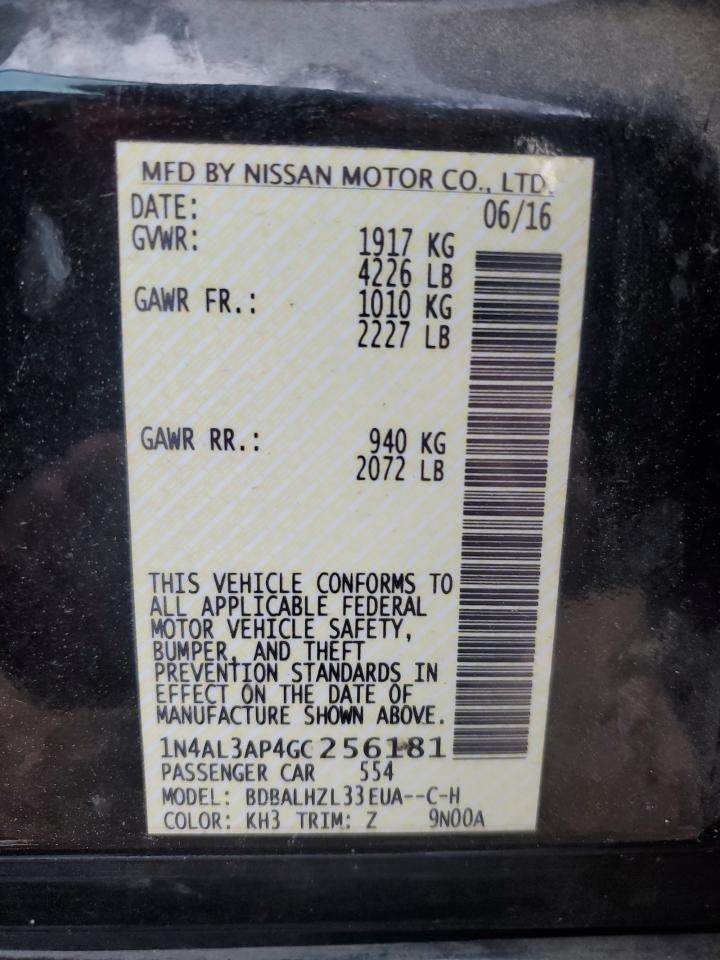 MFD BY NISSAN MOTOR CO., LTD.
DATE: 06/16
GVWR: 1917 KG
4226 LB
GAWR FR.: 1010 KG
2227 LB
GAWR RR.: 940 KG
2072 LB
THIS VEHICLE CONFORMS TO
ALL APPLICABLE FEDERAL
MOTOR VEHICLE SAFETY,
BUMPER, AND THEFT
PREVENTION STANDARDS IN
EFFECT ON THE DATE OF
MANUFACTURE SHOWN ABOVE.
1N4AL3AP4GC256181
PASSENGER CAR 554
MODEL: BDBALHZL33EUA--C-H
COLOR: KH3 TRIM: Z 9N00A